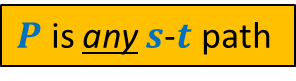 P is any s-t path